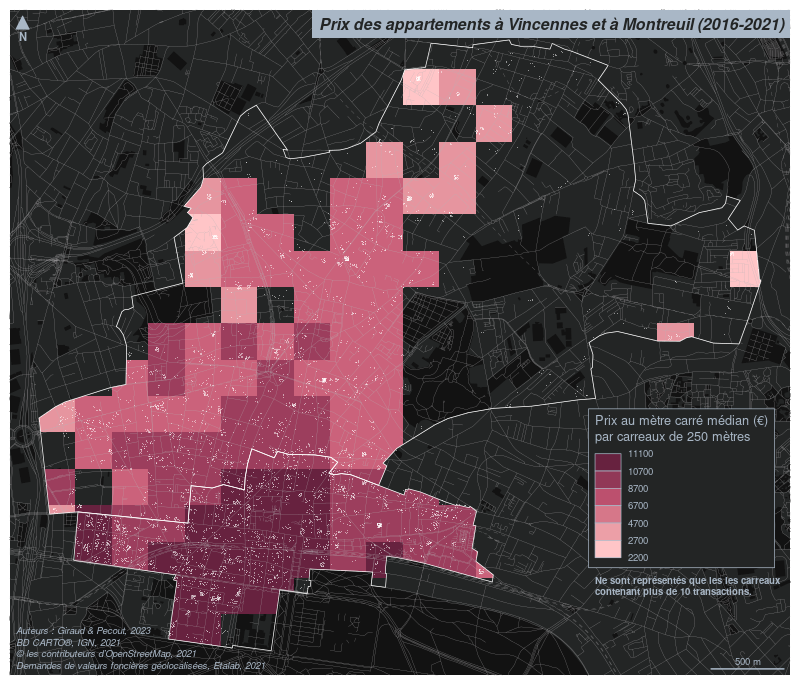 Prix des appartements à Vincennes et à Montreuil (2016-2021)
N
Prix au mètre carré médian (€)
par carreaux de 250 mètres
11100
10700
8700
6700
4700
2700
2200
Ne sont représentés que les les carreaux
contenant plus de 10 transactions.
Auteurs : Giraud & Pecout, 2023
BD CARTO®, IGN, 2021
© les contributeurs d'OpenStreetMap, 2021
Demandes de valeurs foncières géolocalisées, Etalab, 2021
500 m